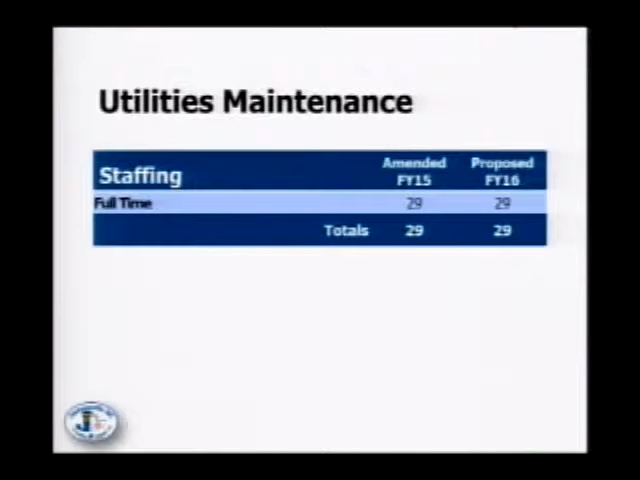 Utilities Maintenance
Staffing Amended FY15 Proposed FY16
Full Time 29 29
Totals 29 29